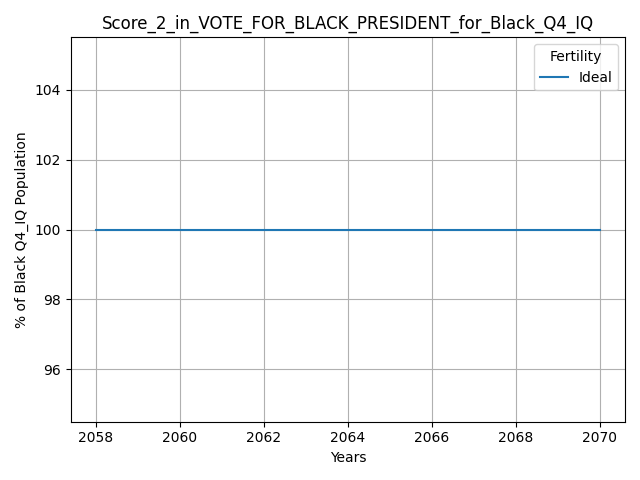 Score_2_in_VOTE_FOR_BLACK_PRESIDENT_for_Black_Q4_IQ
Fertility
Ideal
% of Black Q4_IQ Population
104
102
100
98
96
2058 2060 2062 2064 2066 2068 2070
Years